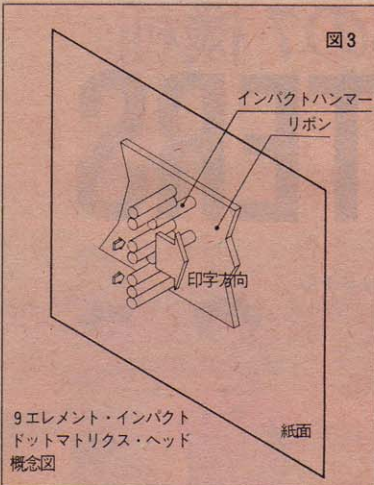 図3
インパクトハンマー
リボン
印字方向
9エレメント・インパクト
ドットマトリクス・ヘッド
概念図
紙面